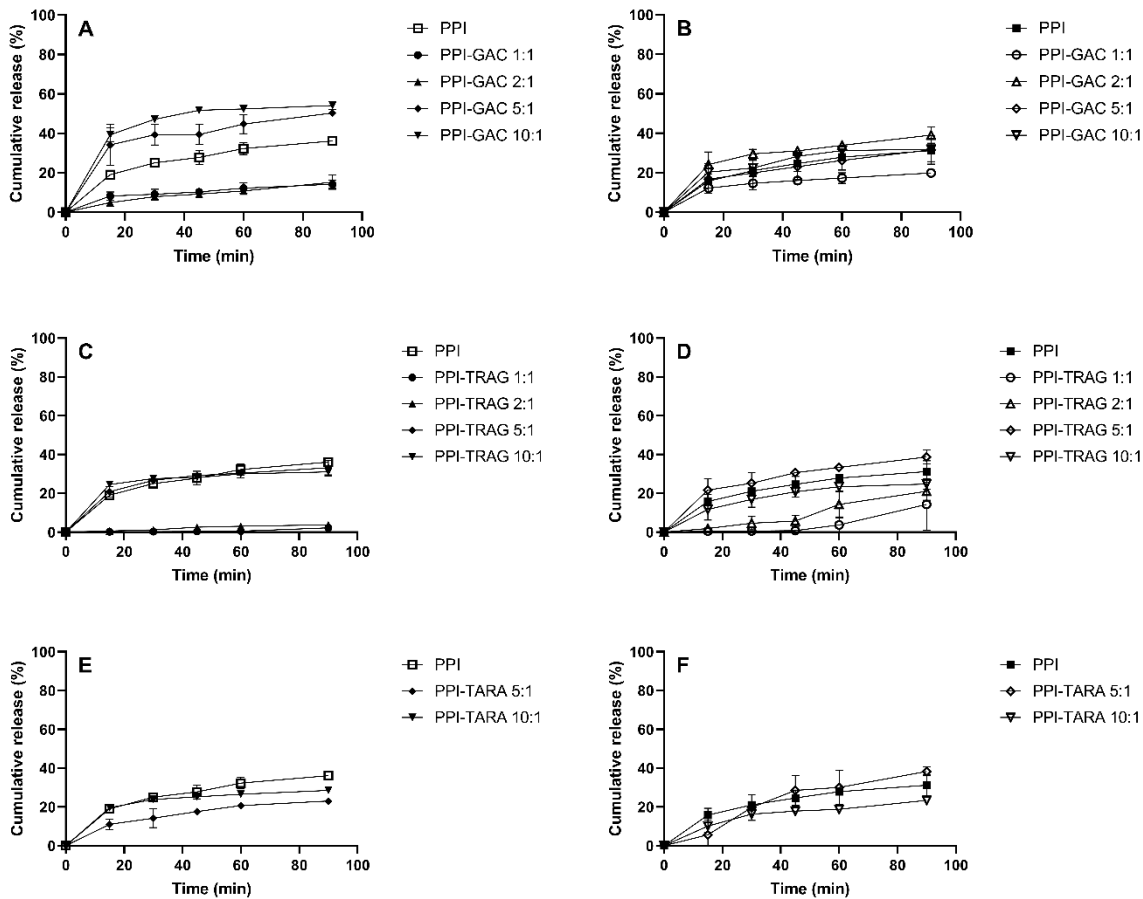 A
Cumulative release (%)
100
80
60
40
20
0
0 20 40 60 80 100
Time (min)
PPI
PPI-GAC 1:1
PPI-GAC 2:1
PPI-GAC 5:1
PPI-GAC 10:1
B
Cumulative release (%)
100
80
60
40
20
0
0 20 40 60 80 100
Time (min)
PPI
PPI-GAC 1:1
PPI-GAC 2:1
PPI-GAC 5:1
PPI-GAC 10:1
C
Cumulative release (%)
100
80
60
40
20
0
0 20 40 60 80 100
Time (min)
PPI
PPI-TRAG 1:1
PPI-TRAG 2:1
PPI-TRAG 5:1
PPI-TRAG 10:1
D
Cumulative release (%)
100
80
60
40
20
0
0 20 40 60 80 100
Time (min)
PPI
PPI-TRAG 1:1
PPI-TRAG 2:1
PPI-TRAG 5:1
PPI-TRAG 10:1
E
Cumulative release (%)
100
80
60
40
20
0
0 20 40 60 80 100
Time (min)
PPI
PPI-TARA 5:1
PPI-TARA 10:1
F
Cumulative release (%)
100
80
60
40
20
0
0 20 40 60 80 100
Time (min)
PPI
PPI-TARA 5:1
PPI-TARA 10:1